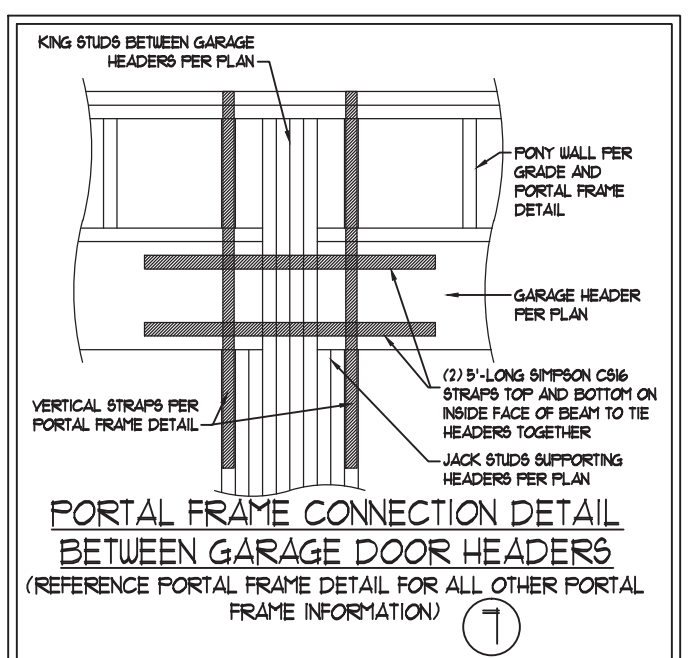 KING STUDS BETWEEN GARAGE
HEADERS PER PLAN
PONY WALL PER
GRADE AND
PORTAL FRAME
DETAIL
GARAGE HEADER
PER PLAN
(2) 5'-LONG SIMPSON CS16
STRAPS TOP AND BOTTOM ON
INSIDE FACE OF BEAM TO TIE
HEADERS TOGETHER
VERTICAL STRAPS PER
PORTAL FRAME DETAIL
JACK STUDS SUPPORTING
HEADERS PER PLAN
PORTAL FRAME CONNECTION DETAIL
BETWEEN GARAGE DOOR HEADERS
(REFERENCE PORTAL FRAME DETAIL FOR ALL OTHER PORTAL
FRAME INFORMATION)
7